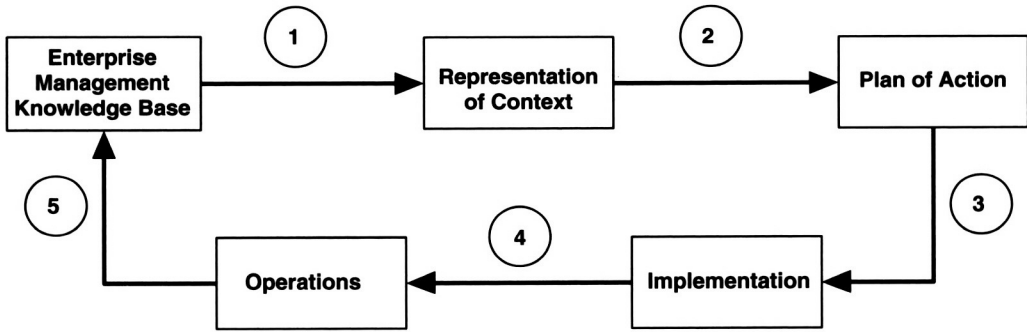 1
2
Enterprise
Management
Knowledge Base
Representation
of Context
Plan of Action
5
4
3
Operations
Implementation